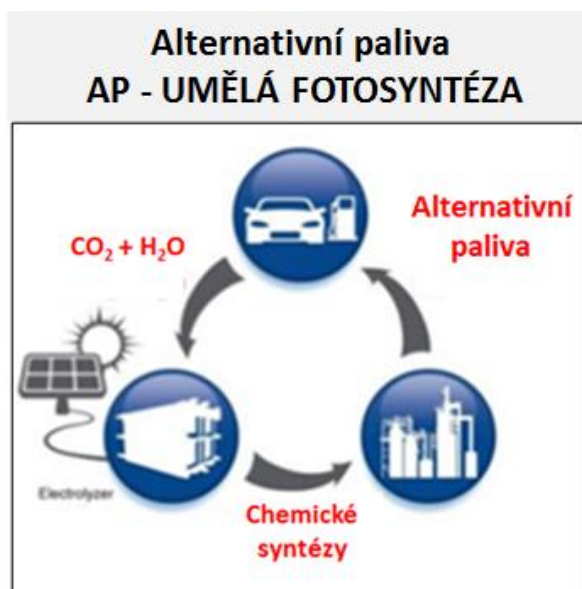 Alternativní paliva
AP - UMĚLÁ FOTOSYNTÉZA
CO₂ + H₂O
Alternativní
paliva
Electrolyzer
Chemické
syntézy